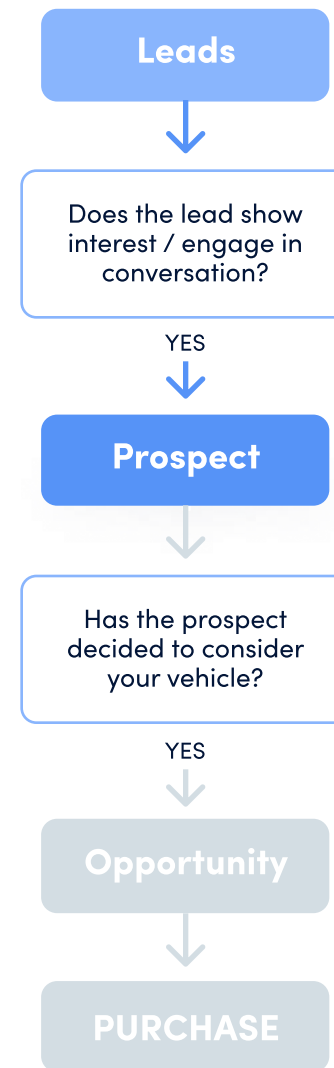 Leads
Does the lead show
interest / engage in
conversation?
YES
Prospect
Has the prospect
decided to consider
your vehicle?
YES
Opportunity
PURCHASE